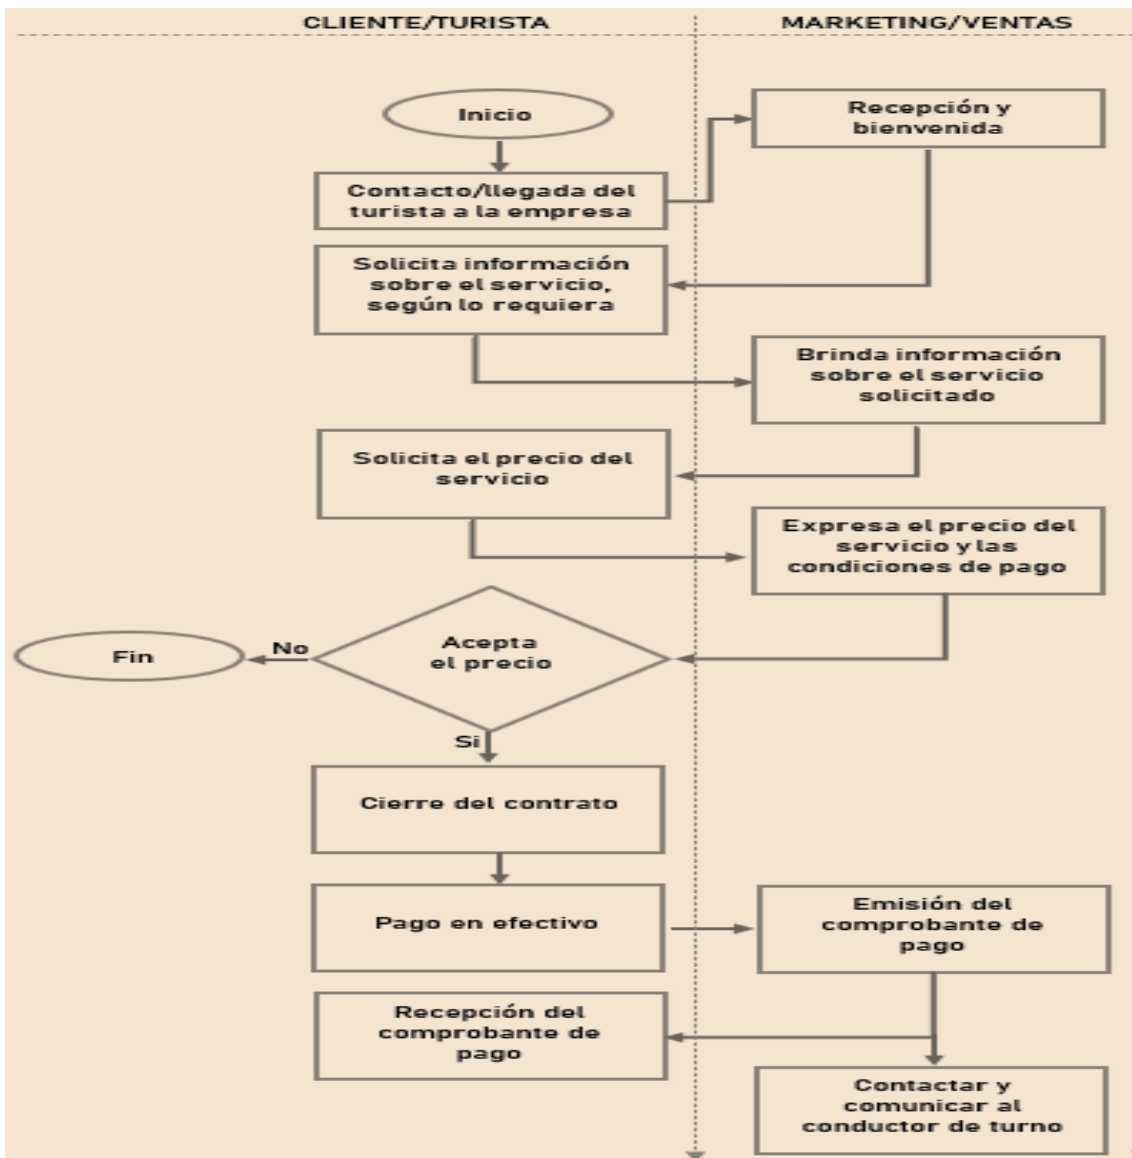 CLIENTE/TURISTA
MARKETING/VENTAS
Inicio
Recepción y
bienvenida
Contacto/llegada del
turista a la empresa
Solicita información
sobre el servicio,
según lo requiera
Brinda información
sobre el servicio
solicitado
Solicita el precio del
servicio
Expresa el precio del
servicio y las
condiciones de pago
Acepta
el precio
No
Fin
Si
Cierre del contrato
Pago en efectivo
Emisión del
comprobante de
pago
Recepción del
comprobante de
pago
Contactar y
comunicar al
conductor de turno